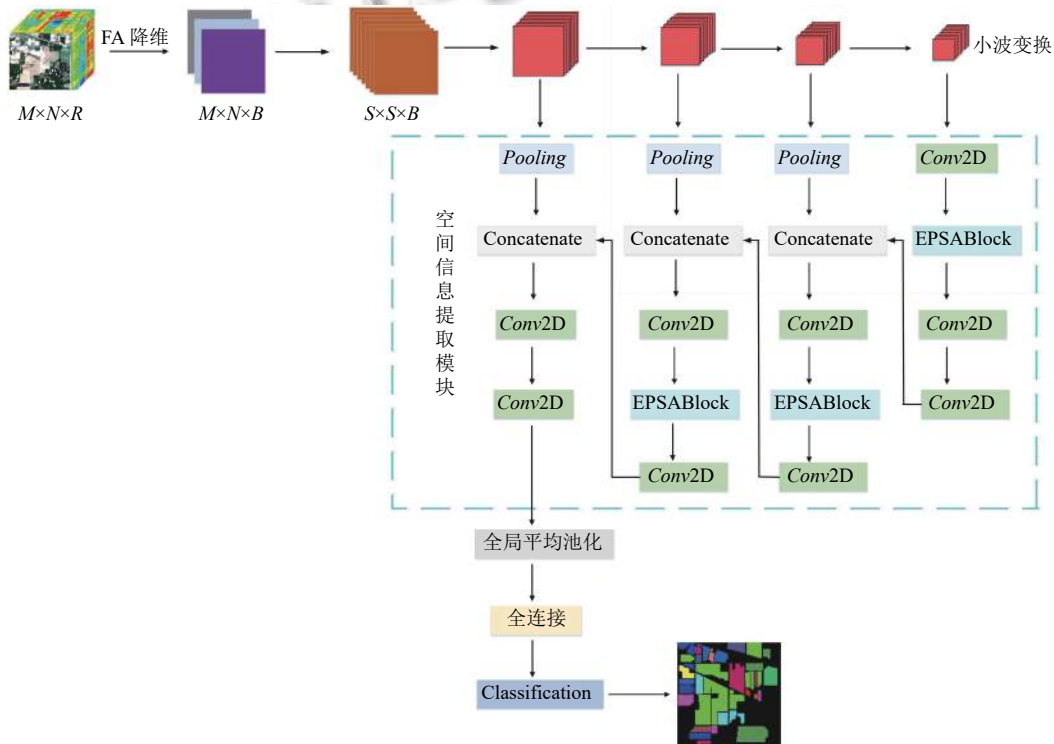 FA 降维
小波变换
M×N×R
M×N×B
S×S×B
Pooling
Pooling
Pooling
Conv2D
空间信息提取模块
Concatenate
Concatenate
Concatenate
EPSABlock
Conv2D
Conv2D
Conv2D
Conv2D
Conv2D
EPSABlock
EPSABlock
Conv2D
Conv2D
Conv2D
全局平均池化
全连接
Classification